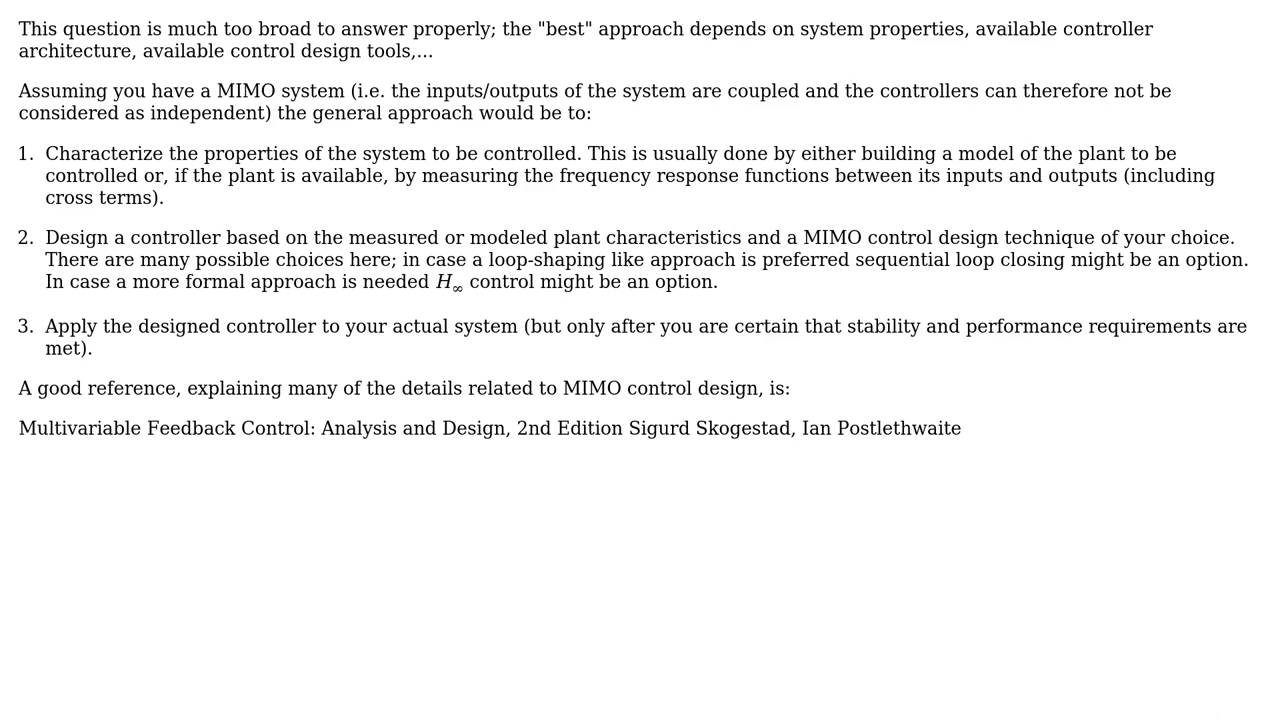 This question is much too broad to answer properly; the "best" approach depends on system properties, available controller
architecture, available control design tools,...
Assuming you have a MIMO system (i.e. the inputs/outputs of the system are coupled and the controllers can therefore not be
considered as independent) the general approach would be to:
1. Characterize the properties of the system to be controlled. This is usually done by either building a model of the plant to be
controlled or, if the plant is available, by measuring the frequency response functions between its inputs and outputs (including
cross terms).
2. Design a controller based on the measured or modeled plant characteristics and a MIMO control design technique of your choice.
There are many possible choices here; in case a loop-shaping like approach is preferred sequential loop closing might be an option.
In case a more formal approach is needed H∞ control might be an option.
3. Apply the designed controller to your actual system (but only after you are certain that stability and performance requirements are
met).
A good reference, explaining many of the details related to MIMO control design, is:
Multivariable Feedback Control: Analysis and Design, 2nd Edition Sigurd Skogestad, Ian Postlethwaite